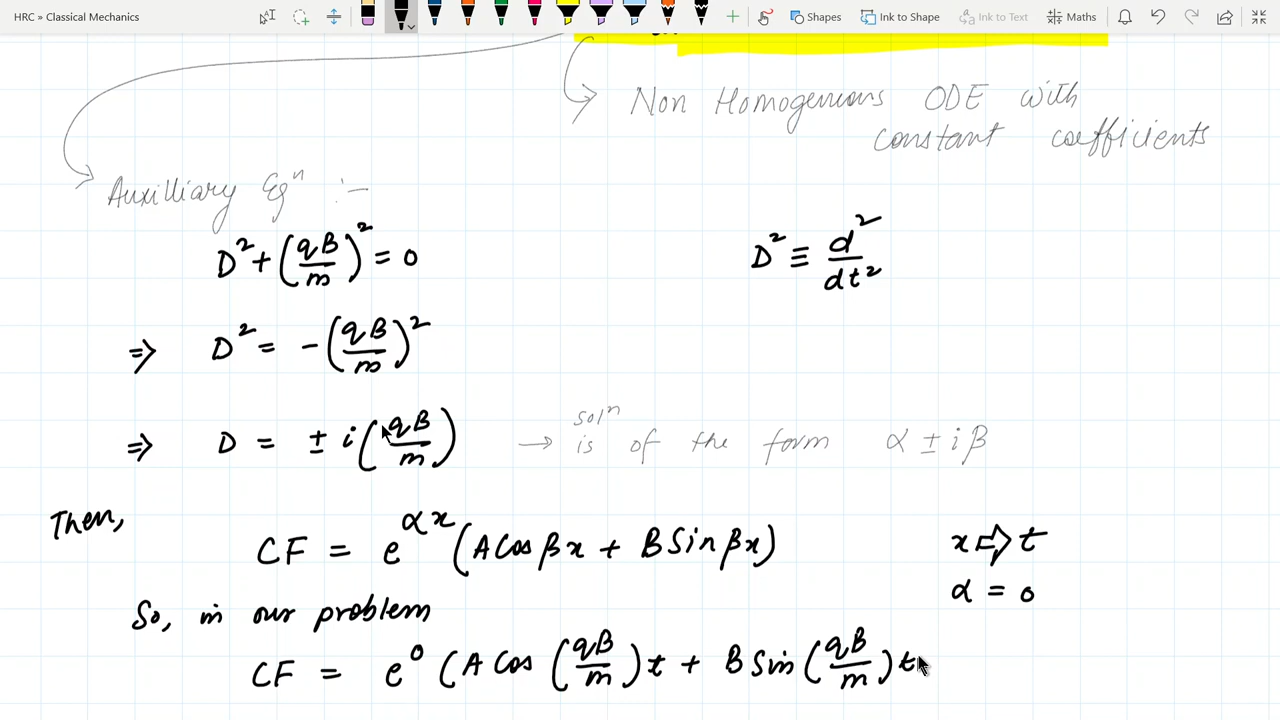 HRC » Classical Mechanics
Shapes Ink to Shape Ink to Text Maths
Non Homogenious ODE with
constant coefficients
Auxilliary Eqⁿ :-
D² + (qB/m)² = 0
D² ≡ d²/dt²
⇒ D² = -(qB/m)²
⇒ D = ± i(qB/m) → solⁿ is of the form α ± iβ
Then,
CF = e^αx (A Cos βx + B Sin βx)
x ⇨ t
α = 0
So, in our problem
CF = e⁰ (A Cos (qB/m)t + B Sin (qB/m)t